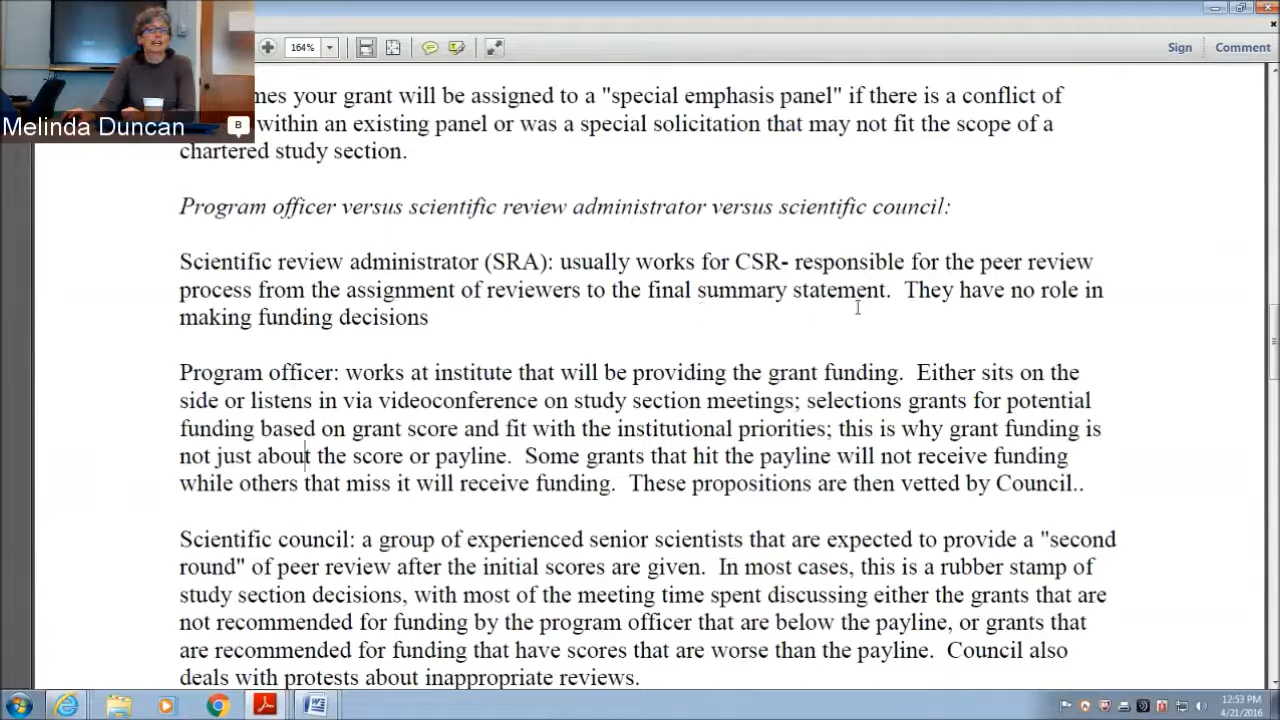 164%
Sign
Comment
Melinda Duncan
B
mes your grant will be assigned to a "special emphasis panel" if there is a conflict of
within an existing panel or was a special solicitation that may not fit the scope of a
chartered study section.
Program officer versus scientific review administrator versus scientific council:
Scientific review administrator (SRA): usually works for CSR- responsible for the peer review
process from the assignment of reviewers to the final summary statement. They have no role in
making funding decisions
Program officer: works at institute that will be providing the grant funding. Either sits on the
side or listens in via videoconference on study section meetings; selections grants for potential
funding based on grant score and fit with the institutional priorities; this is why grant funding is
not just about the score or payline. Some grants that hit the payline will not receive funding
while others that miss it will receive funding. These propositions are then vetted by Council..
Scientific council: a group of experienced senior scientists that are expected to provide a "second
round" of peer review after the initial scores are given. In most cases, this is a rubber stamp of
study section decisions, with most of the meeting time spent discussing either the grants that are
not recommended for funding by the program officer that are below the payline, or grants that
are recommended for funding that have scores that are worse than the payline. Council also
deals with protests about inappropriate reviews.
12:53 PM
4/21/2016